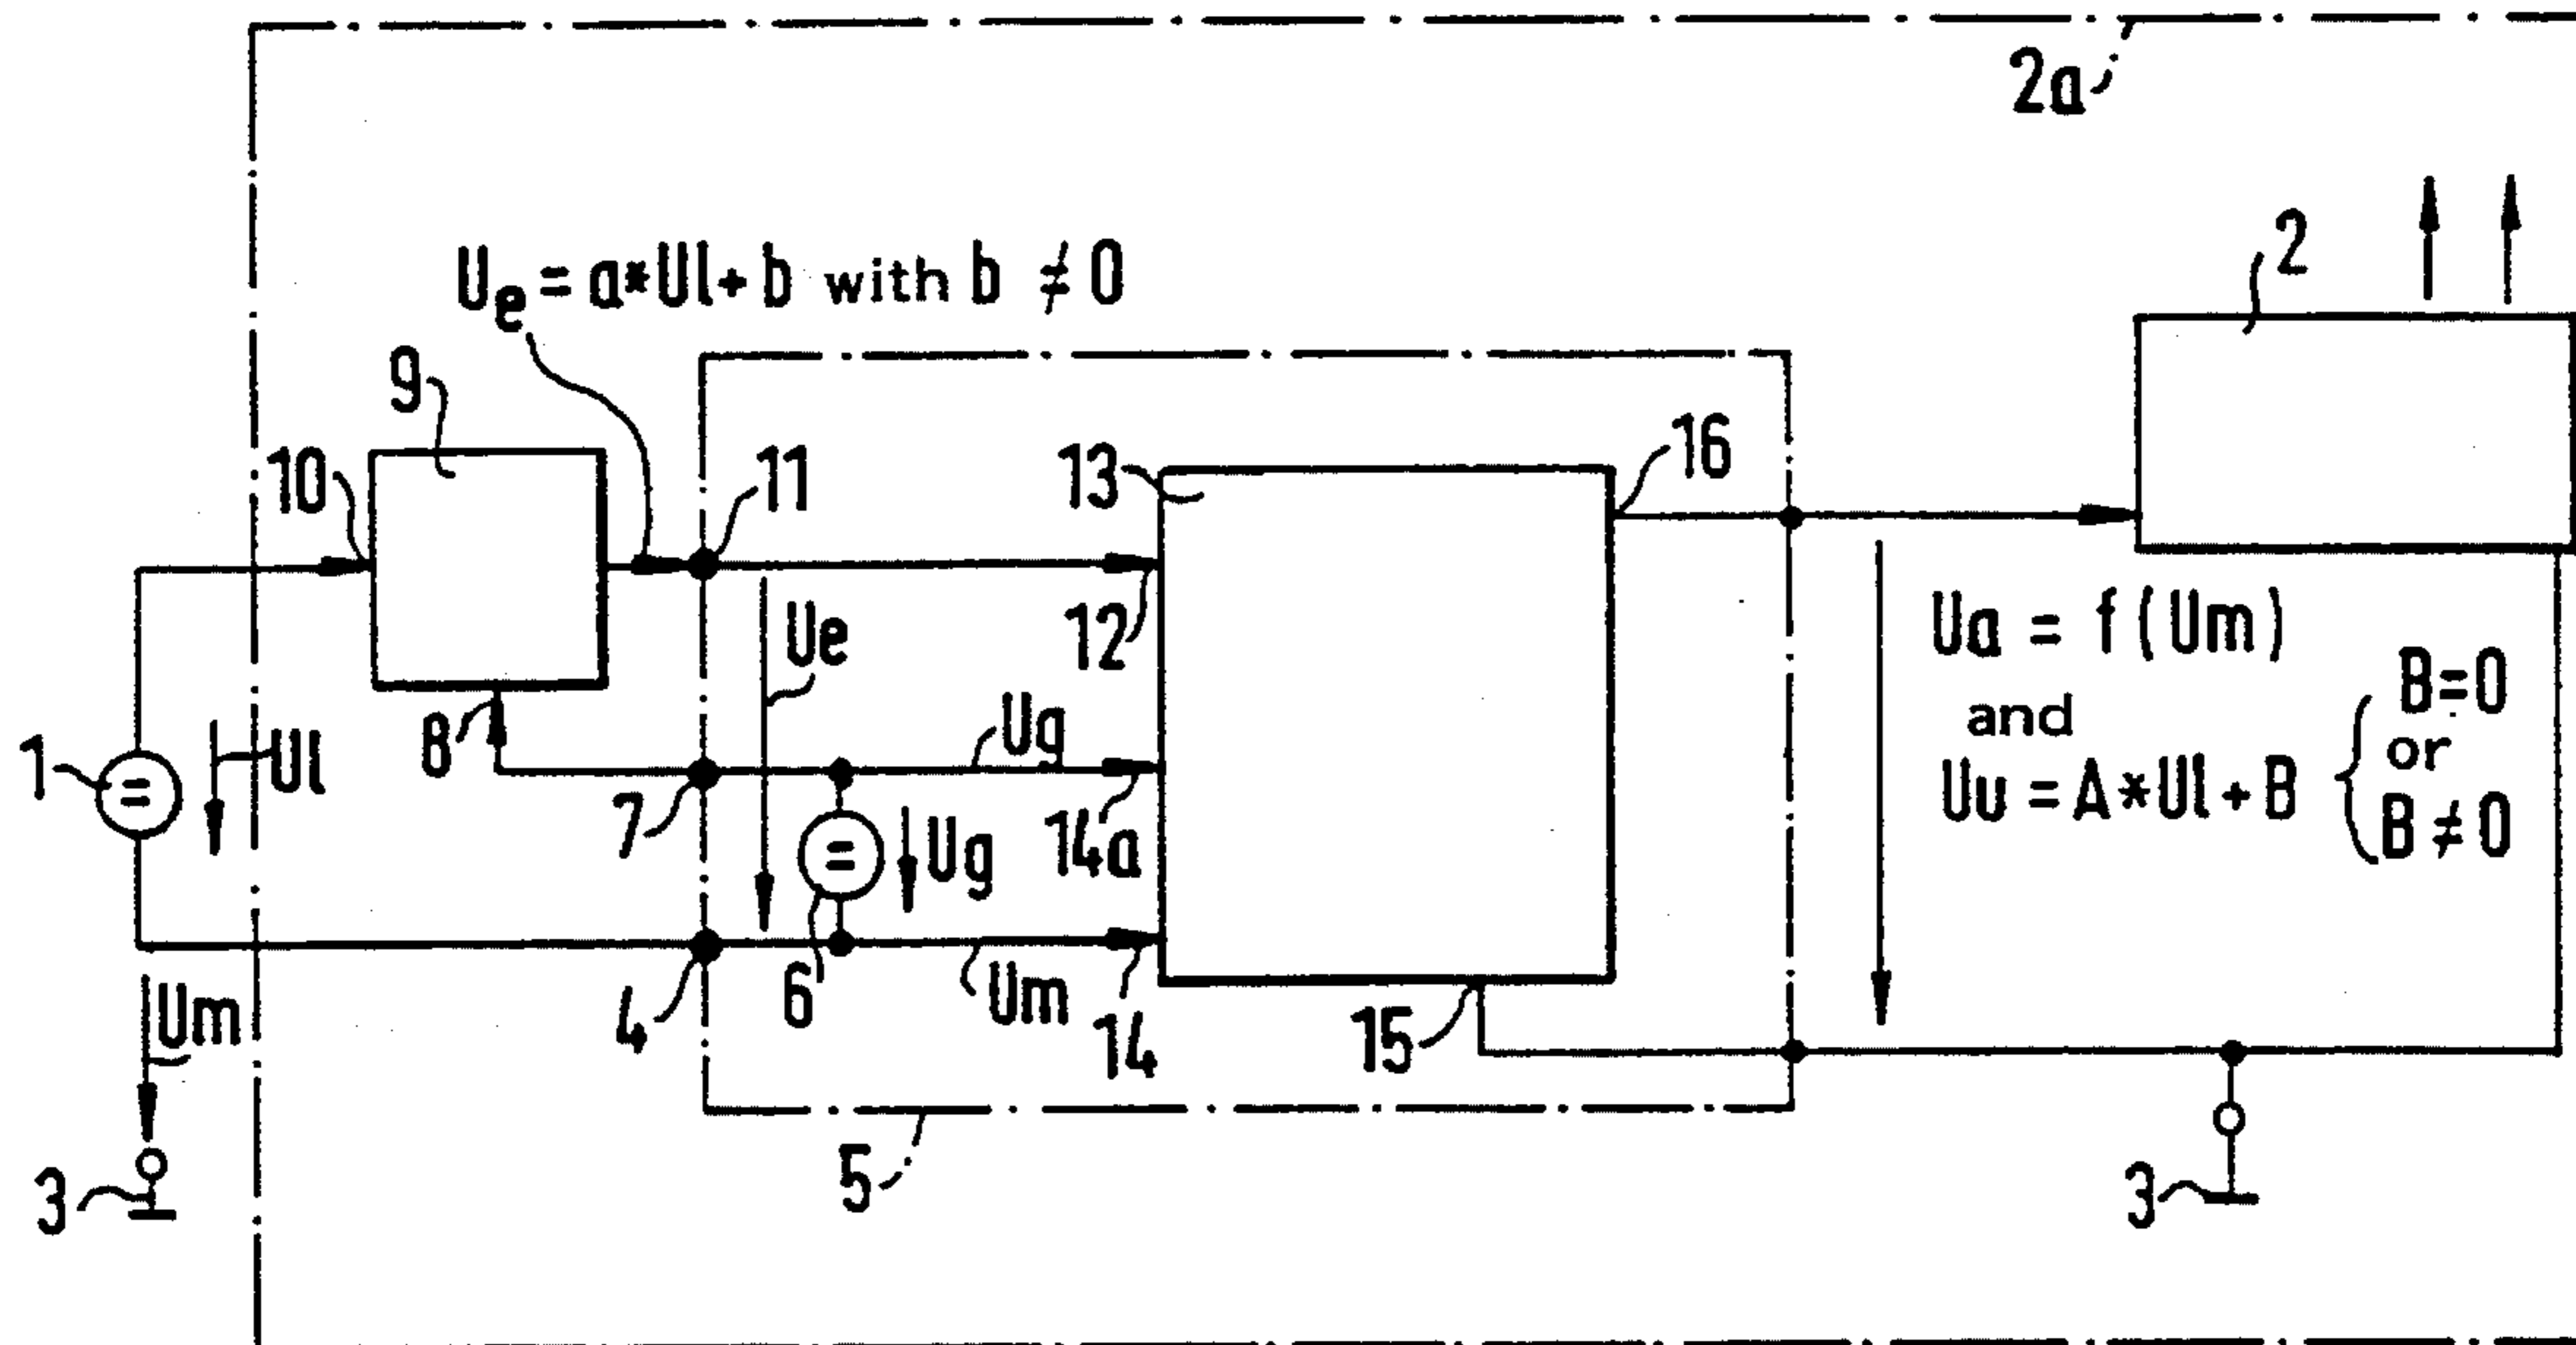 2a
2
U_e = a*Ul + b with b ≠ 0
9
10
11
13
16
12
Ue
Ua = f(Um)
and
Uu = A*Ul + B
B=0
or
B ≠ 0
8
Ug
1
Ul
7
14a
Ug
6
Um
4
14
15
Um
5
3
3